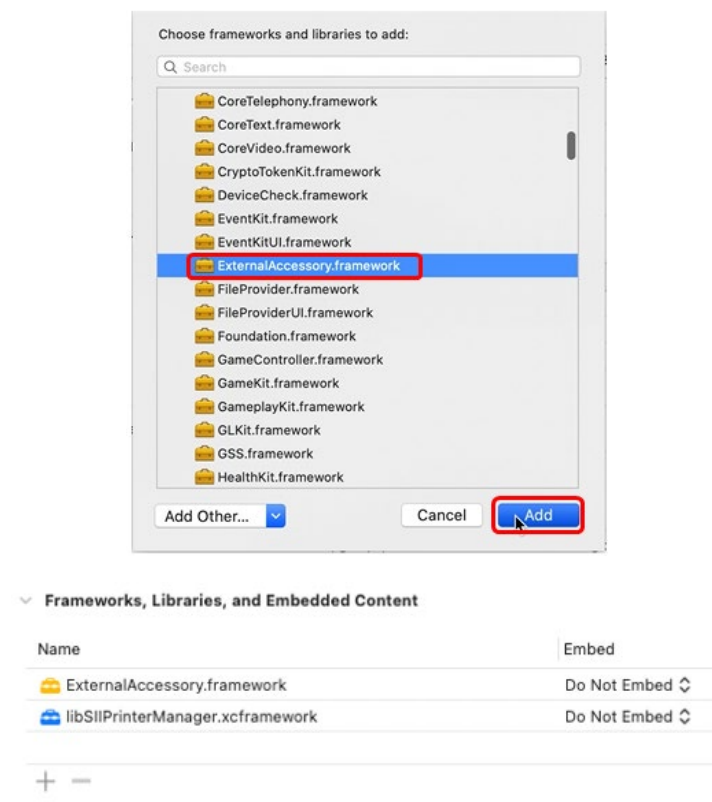 Choose frameworks and libraries to add:
Search
CoreTelephony.framework
CoreText.framework
CoreVideo.framework
CryptoTokenKit.framework
DeviceCheck.framework
EventKit.framework
EventKitUI.framework
ExternalAccessory.framework
FileProvider.framework
FileProviderUI.framework
Foundation.framework
GameController.framework
GameKit.framework
GameplayKit.framework
GLKit.framework
GSS.framework
HealthKit.framework
Add Other... Cancel Add
Frameworks, Libraries, and Embedded Content
Name Embed
ExternalAccessory.framework Do Not Embed
libSIIPrinterManager.xcframework Do Not Embed